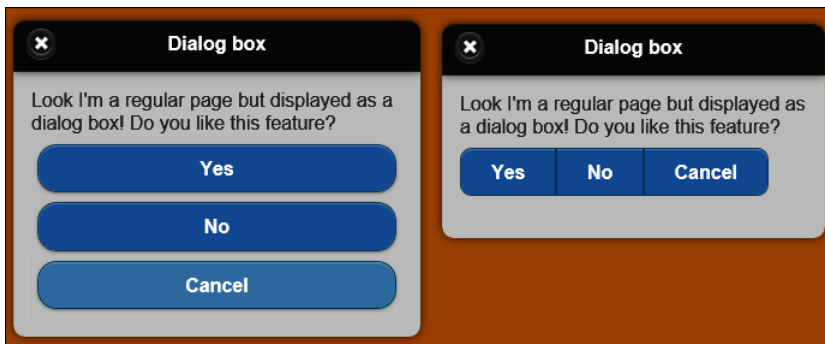 Dialog box
Look I'm a regular page but displayed as a
dialog box! Do you like this feature?
Yes
No
Cancel
Dialog box
Look I'm a regular page but displayed as
a dialog box! Do you like this feature?
Yes No Cancel